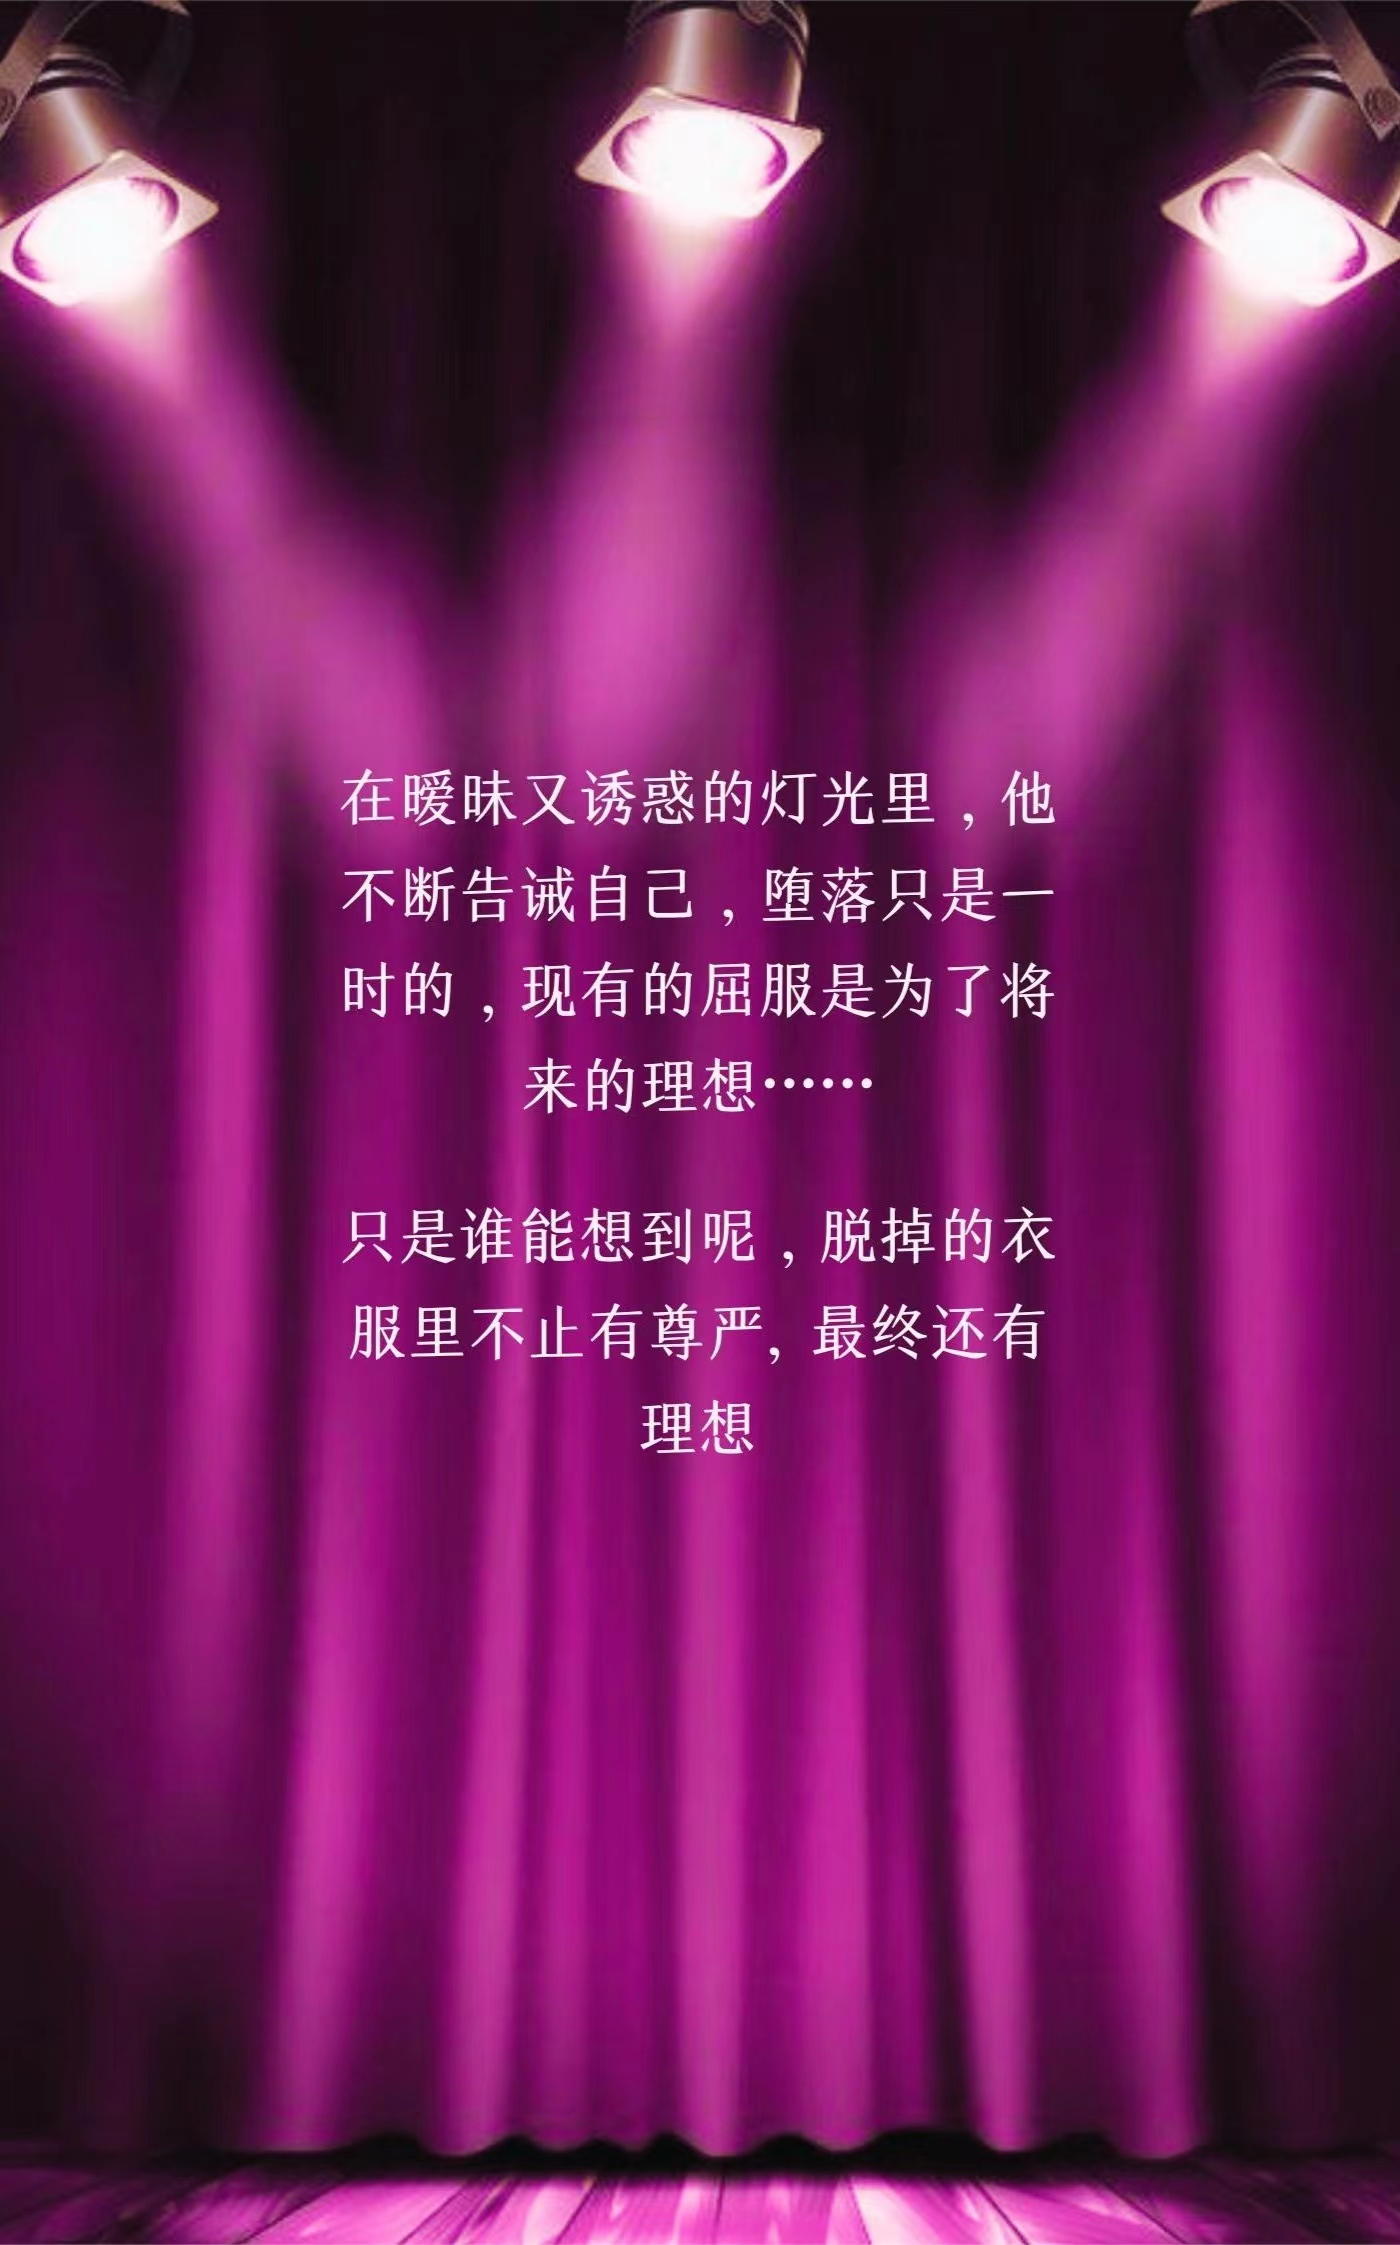 在暧昧又诱惑的灯光里，他
不断告诫自己，堕落只是一
时的，现有的屈服是为了将
来的理想……
只是谁能想到呢，脱掉的衣
服里不止有尊严，最终还有
理想